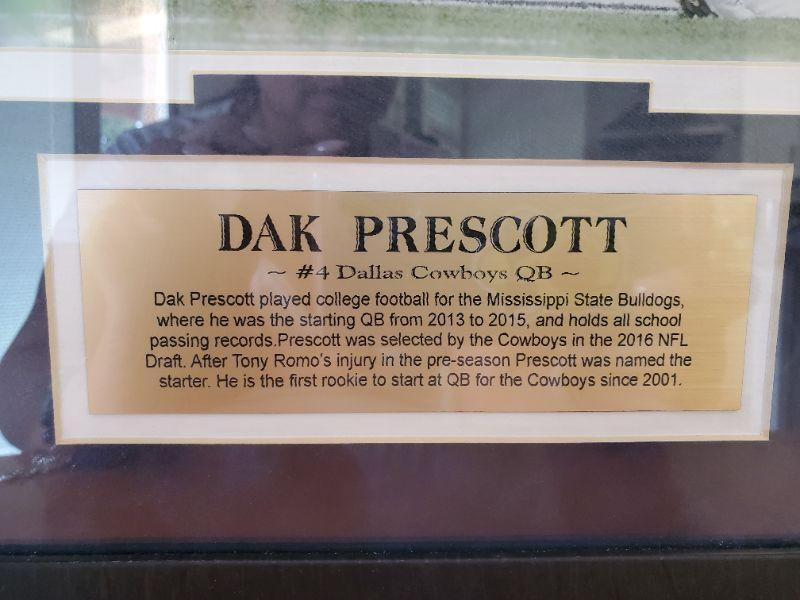 DAK PRESCOTT
~ #4 Dallas Cowboys QB ~
Dak Prescott played college football for the Mississippi State Bulldogs,
where he was the starting QB from 2013 to 2015, and holds all school
passing records.Prescott was selected by the Cowboys in the 2016 NFL
Draft. After Tony Romo's injury in the pre-season Prescott was named the
starter. He is the first rookie to start at QB for the Cowboys since 2001.